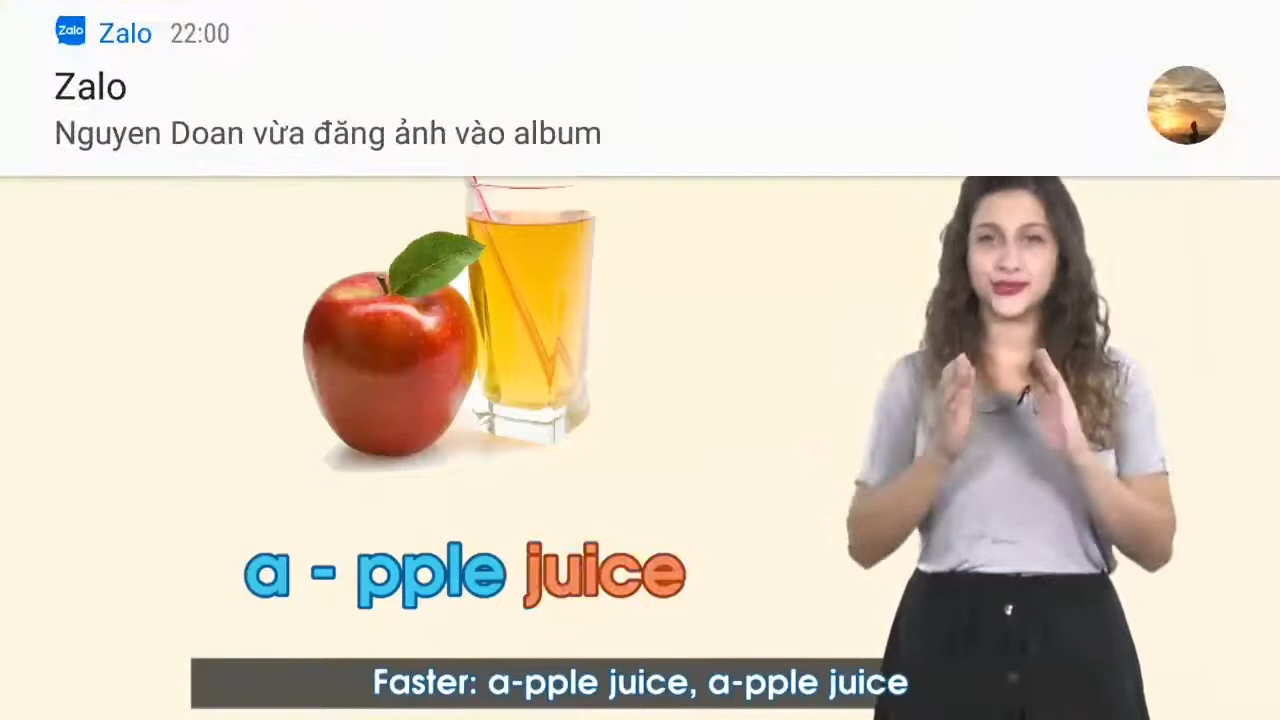 Zalo Zalo 22:00
Zalo
Nguyen Doan vừa đăng ảnh vào album
a - pple juice
Faster: a-pple juice, a-pple juice